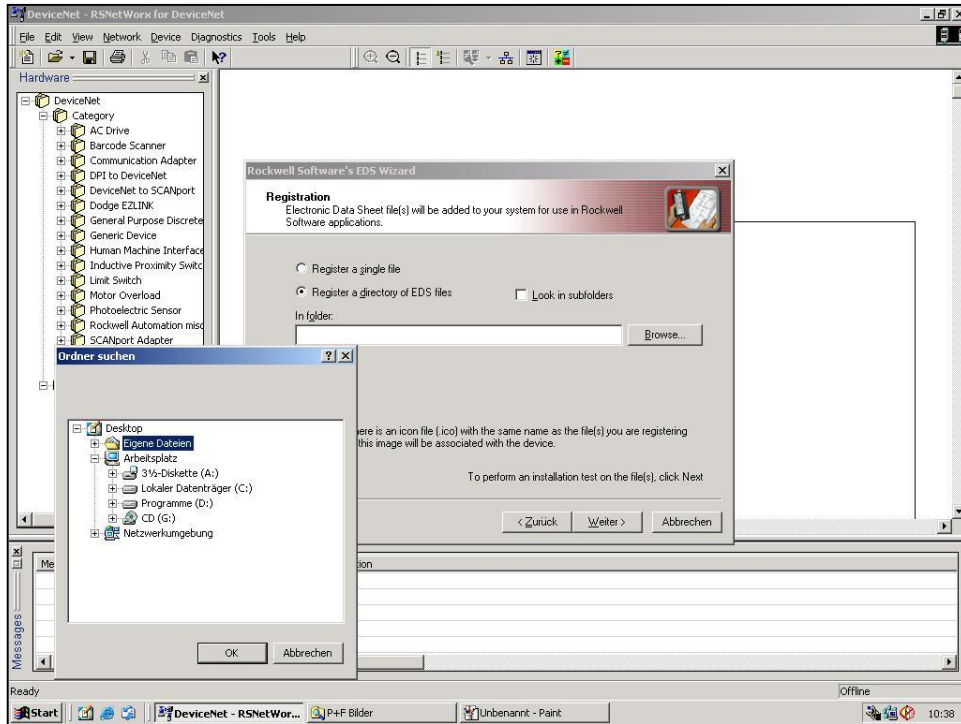 DeviceNet - RSNetWorx for DeviceNet
File Edit View Network Device Diagnostics Tools Help
Hardware
DeviceNet
Category
AC Drive
Barcode Scanner
Communication Adapter
DPI to DeviceNet
DeviceNet to SCANport
Dodge EZLINK
General Purpose Discrete
Generic Device
Human Machine Interface
Inductive Proximity Switc
Limit Switch
Motor Overload
Photoelectric Sensor
Rockwell Automation misc
SCANport Adapter
Rockwell Software's EDS Wizard
Registration
Electronic Data Sheet file(s) will be added to your system for use in Rockwell
Software applications.
Register a single file
Register a directory of EDS files
Look in subfolders
In folder:
Browse...
here is an icon file (.ico) with the same name as the file(s) you are registering
this image will be associated with the device.
To perform an installation test on the file(s), click Next
< Zurück
Weiter >
Abbrechen
Ordner suchen
Desktop
Eigene Dateien
Arbeitsplatz
3½-Diskette (A:)
Lokaler Datenträger (C:)
Programme (D:)
CD (G:)
Netzwerkumgebung
OK
Abbrechen
Messages
Me
tion
Ready
Offline
Start
DeviceNet - RSNetWor...
P+F Bilder
Unbenannt - Paint
10:38